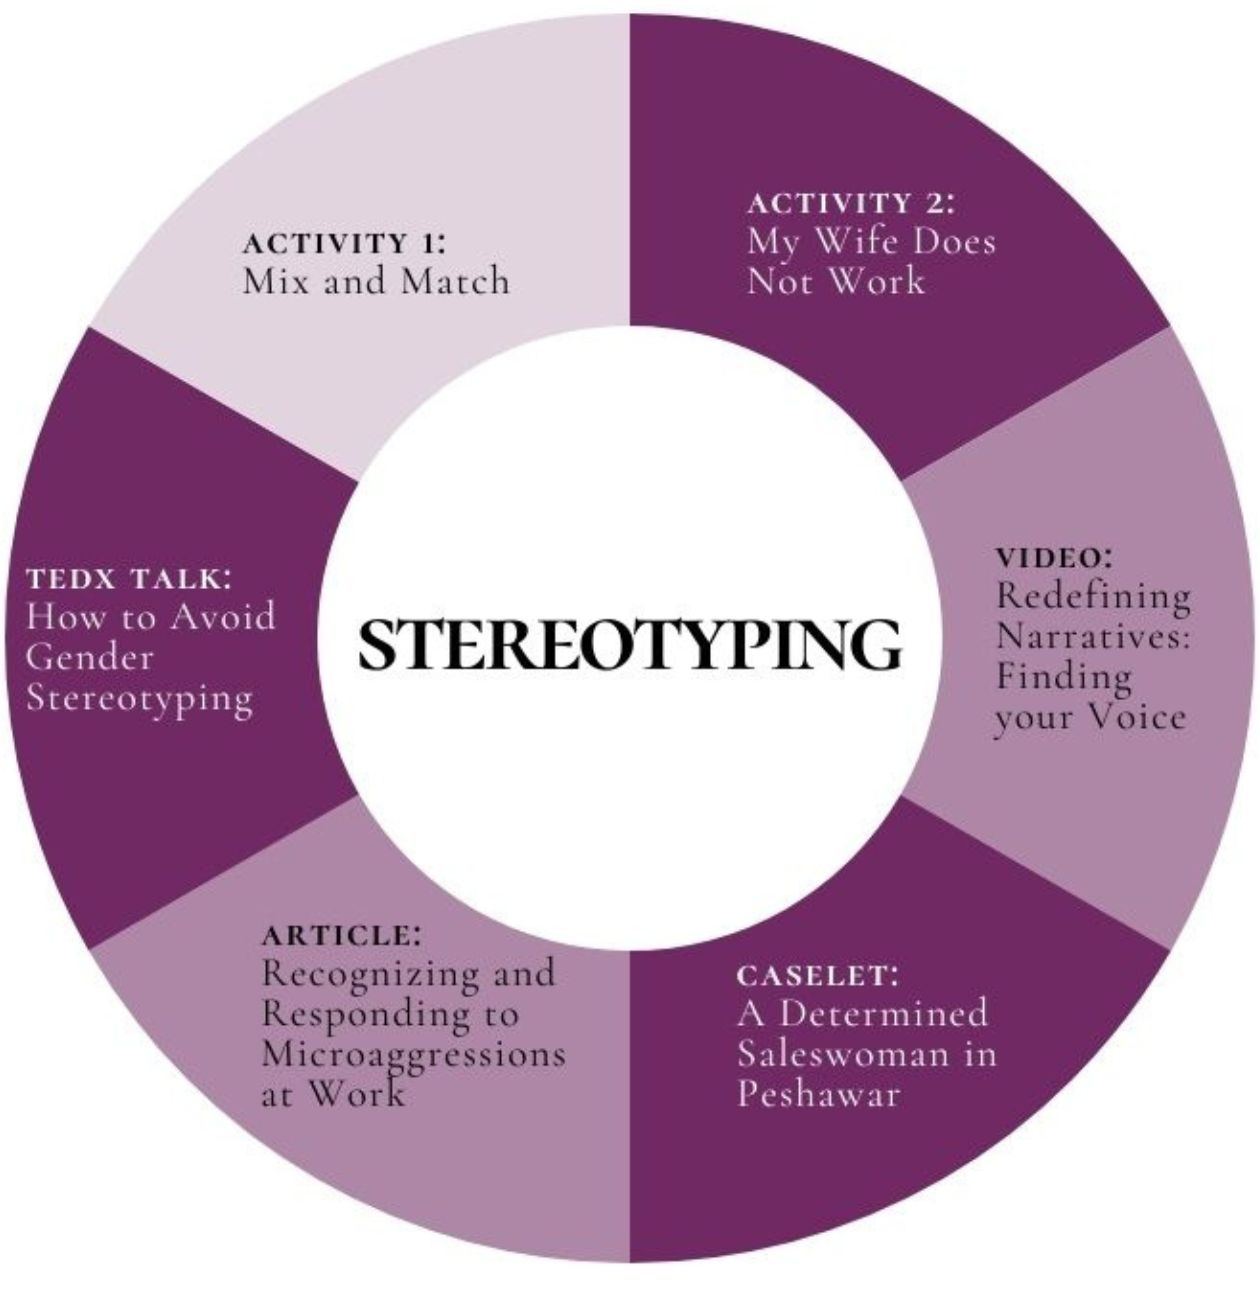 ACTIVITY 1:
Mix and Match
ACTIVITY 2:
My Wife Does
Not Work
VIDEO:
Redefining
Narratives:
Finding
your Voice
CASELET:
A Determined
Saleswoman in
Peshawar
ARTICLE:
Recognizing and
Responding to
Microaggressions
at Work
TEDX TALK:
How to Avoid
Gender
Stereotyping
STEREOTYPING